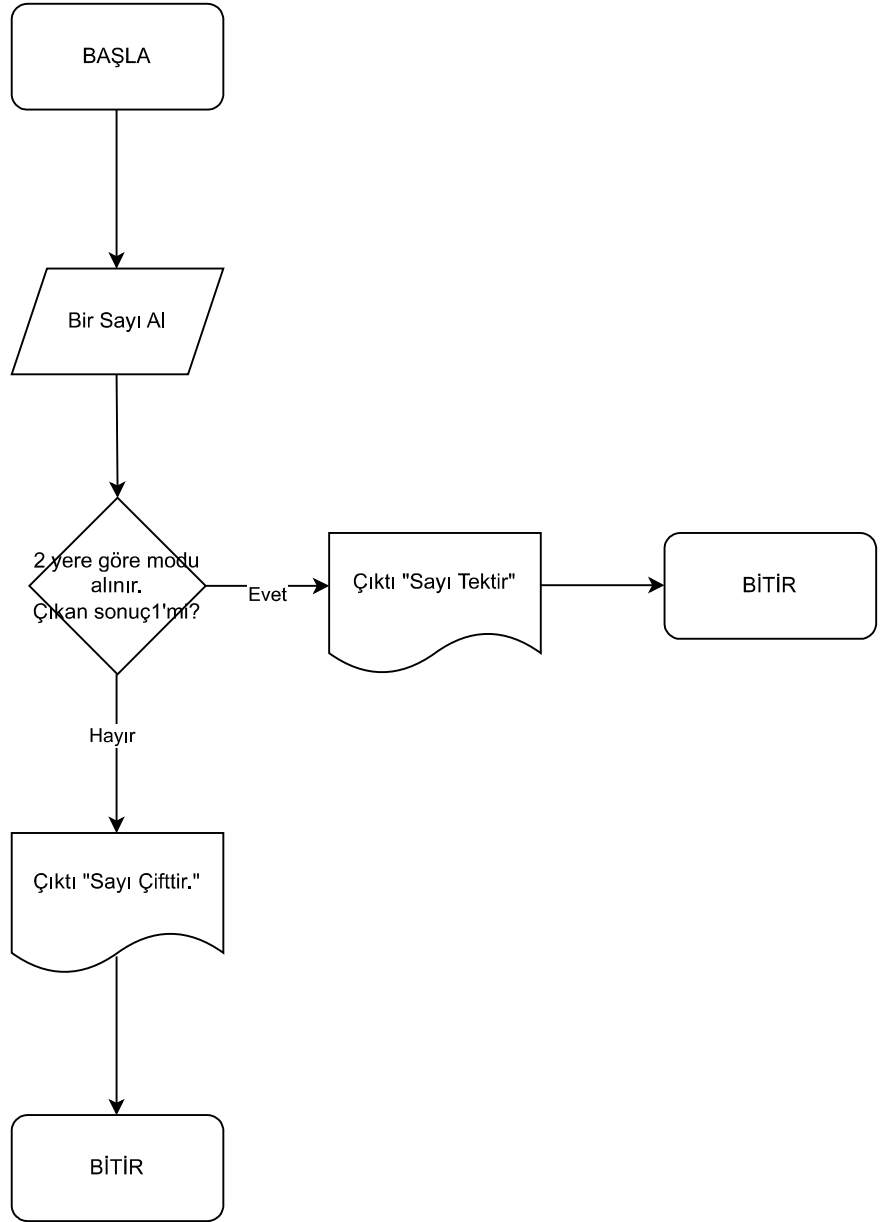 BAŞLA
Bir Sayı Al
2 yere göre modu
alınır.
Çıkan sonuç1'mi?
Evet
Çıktı "Sayı Tektir"
BİTİR
Hayır
Çıktı "Sayı Çifttir."
BİTİR